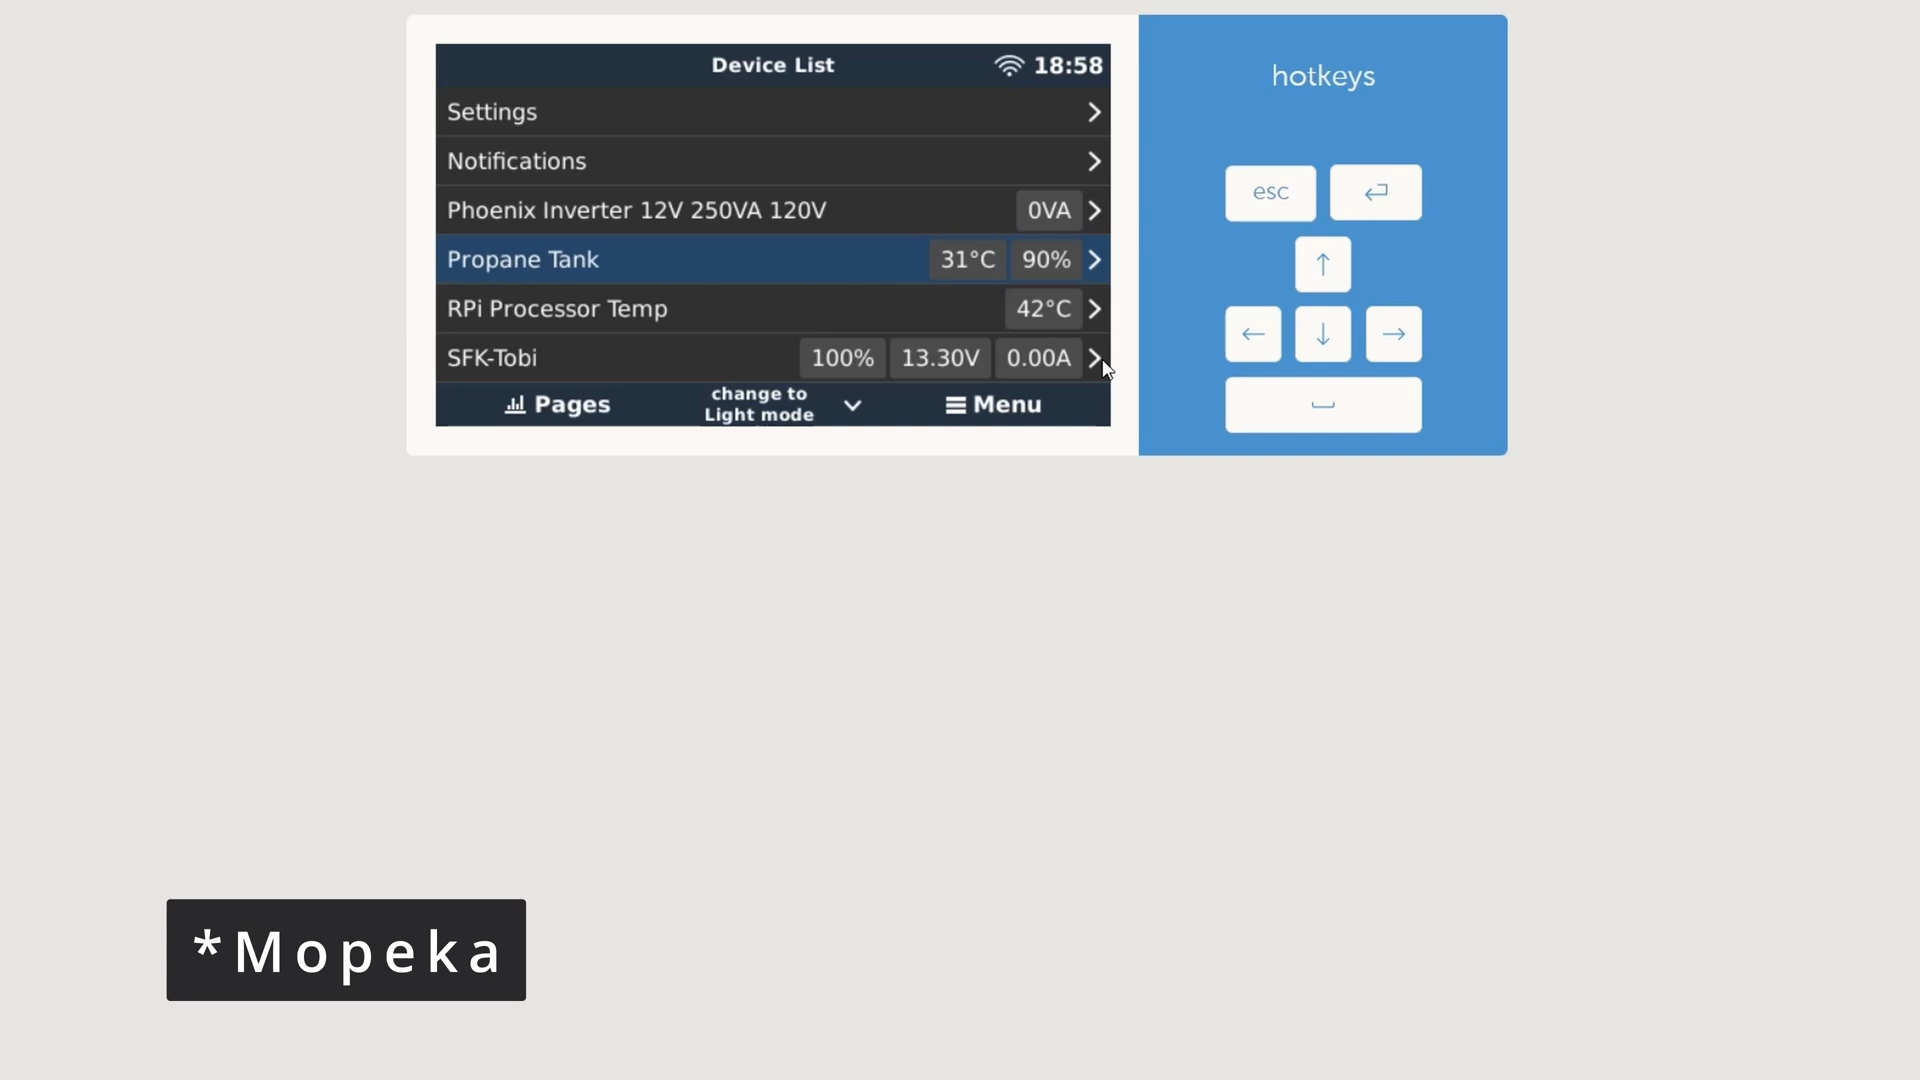 Device List 18:58
Settings
Notifications
Phoenix Inverter 12V 250VA 120V 0VA
Propane Tank 31°C 90%
RPi Processor Temp 42°C
SFK-Tobi 100% 13.30V 0.00A
Pages
change to
Light mode
Menu
hotkeys
esc
*Mopeka